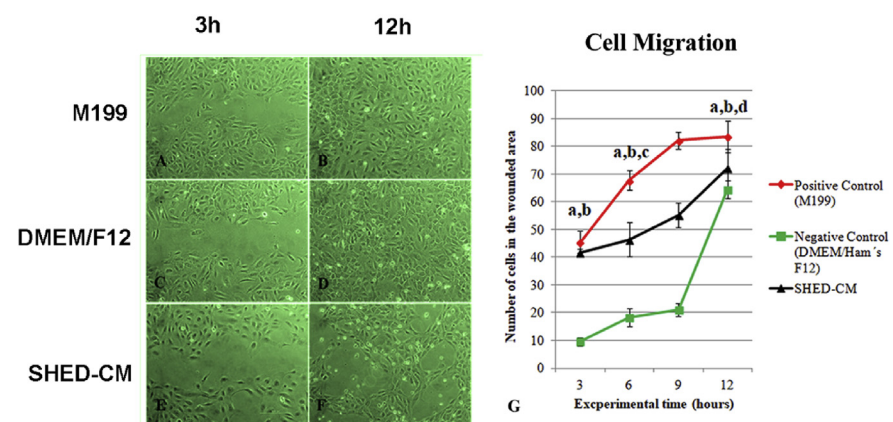 3h
12h
M199
DMEM/F12
SHED-CM
A
B
C
D
E
F
Cell Migration
Number of cells in the wounded area
100
90
80
70
60
50
40
30
20
10
0
a,b
a,b,c
a,b,d
3
6
9
12
Excperimental time (hours)
G
Positive Control
(M199)
Negative Control
(DMEM/Ham´s
F12)
SHED-CM